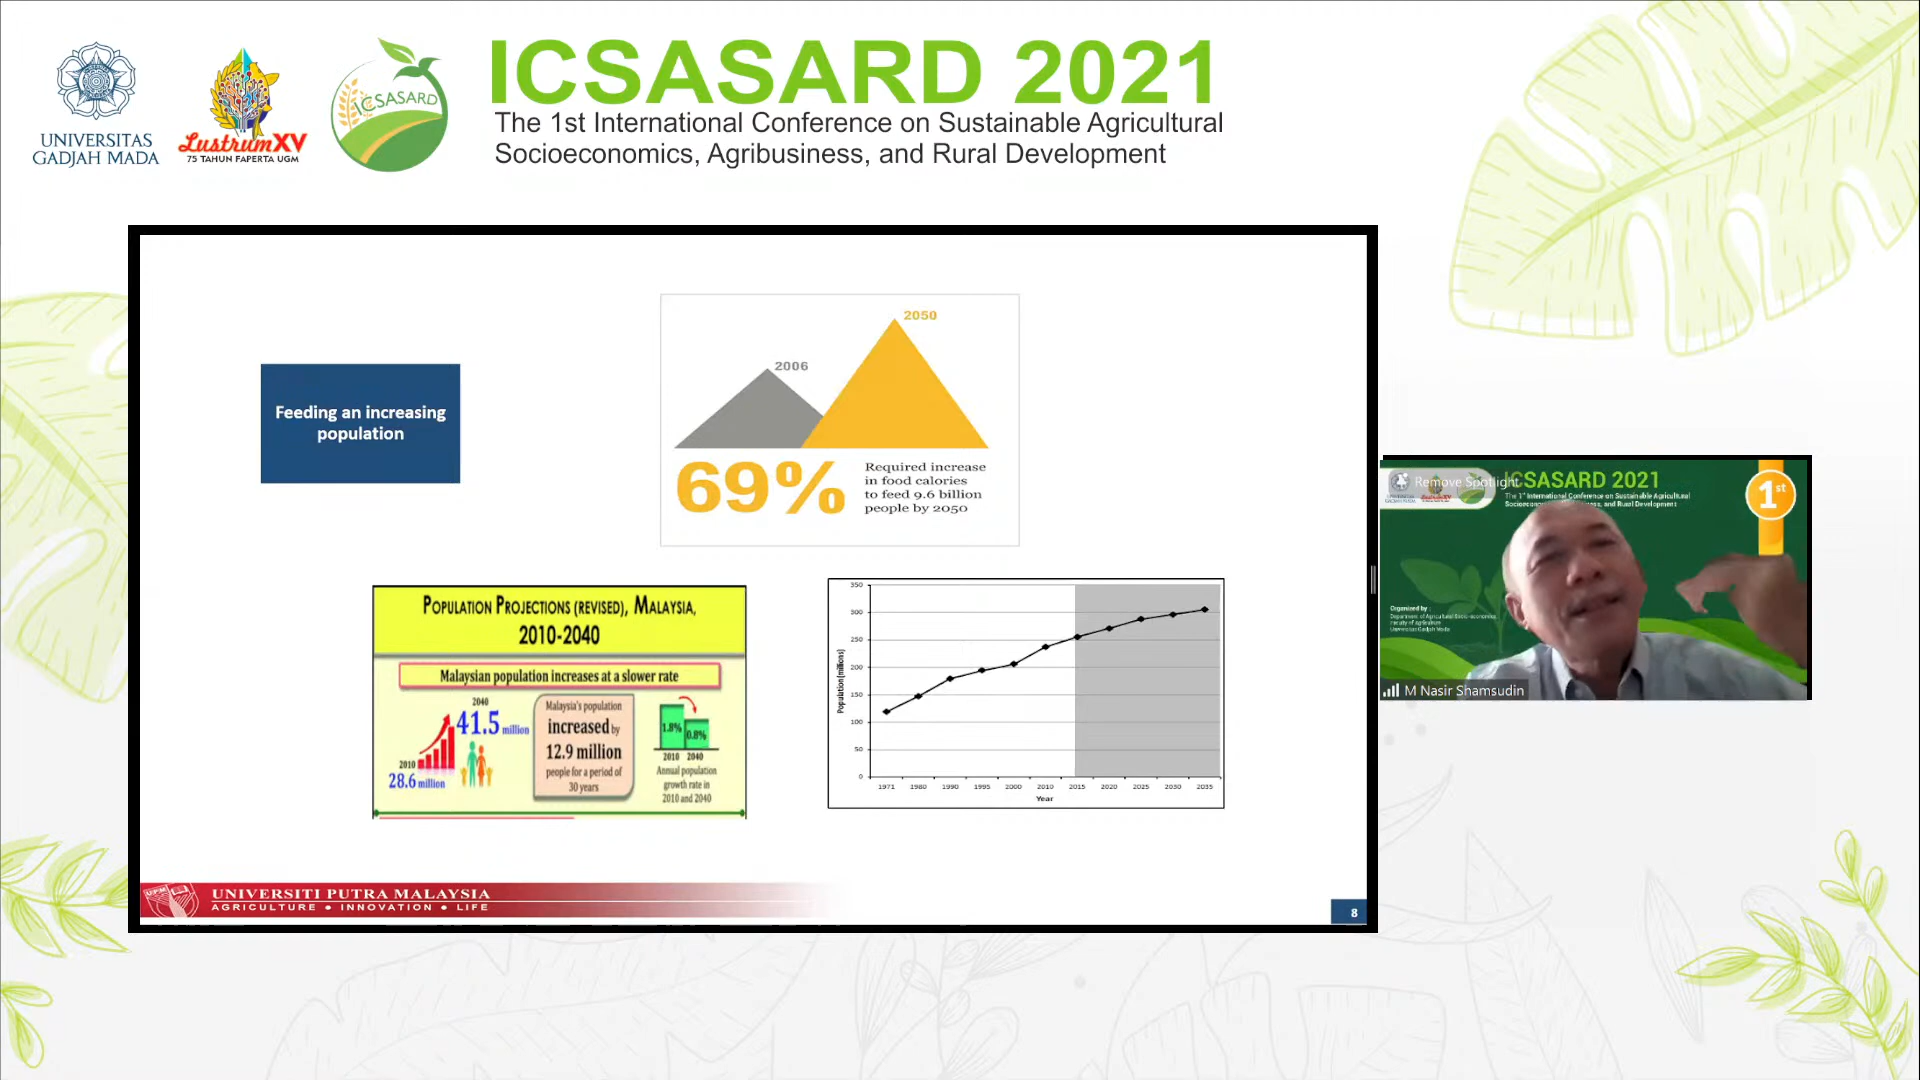 UNIVERSITAS
GADJAH MADA
LustrumXV
75 TAHUN FAPERTA UGM
ICSASARD
ICSASARD 2021
The 1st International Conference on Sustainable Agricultural
Socioeconomics, Agribusiness, and Rural Development
Feeding an increasing
population
2050
2006
69%
Required increase
in food calories
to feed 9.6 billion
people by 2050
POPULATION PROJECTIONS (REVISED), MALAYSIA,
2010-2040
Malaysian population increases at a slower rate
2040
41.5 million
2010
28.6 million
Malaysia's population
increased by
12.9 million
people for a period of
30 years
1.8%
0.8%
2010 2040
Annual population
growth rate in
2010 and 2040
350
300
250
200
150
100
50
0
Population(millions)
1971 1980 1990 1995 2000 2010 2015 2020 2025 2030 2035
Year
UNIVERSITI PUTRA MALAYSIA
AGRICULTURE • INNOVATION • LIFE
8
Remove Spotlight
ICSASARD 2021
The 1st International Conference on Sustainable Agricultural
and Rural Development
1st
Organized by :
Department of Agricultural Socio-economics
Faculty of Agriculture
Universitas Gadjah Mada
M Nasir Shamsudin